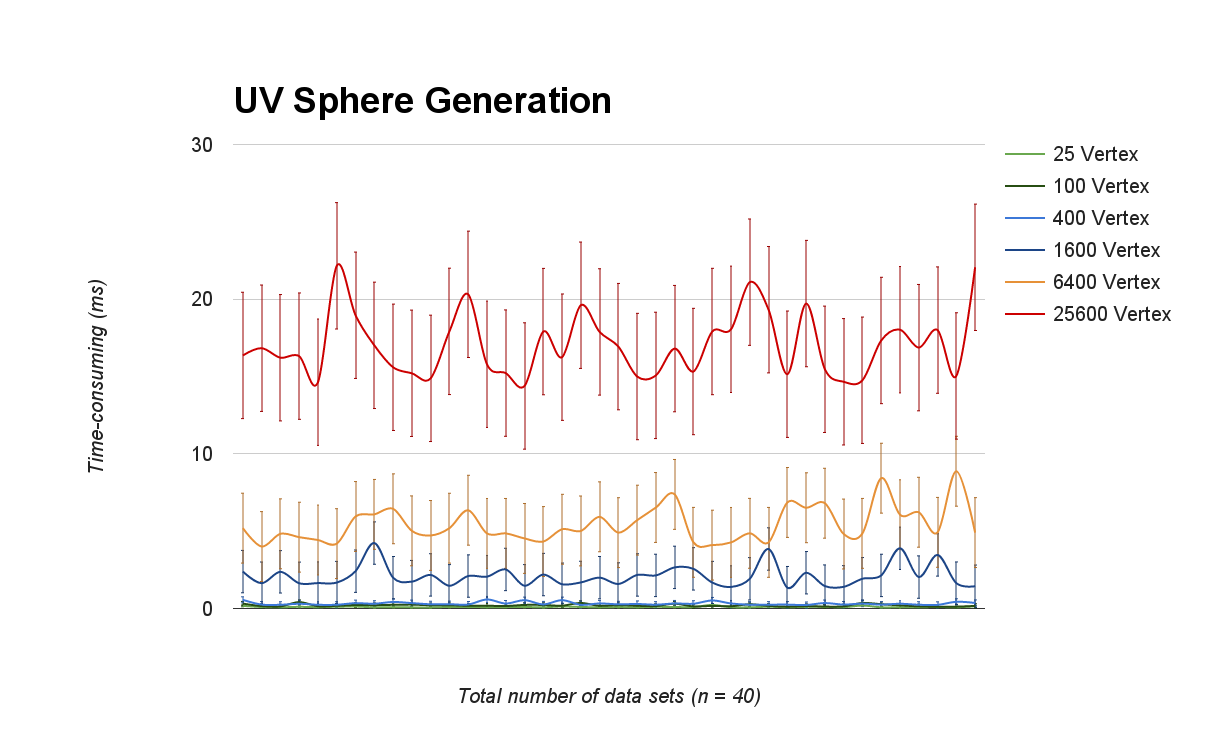 UV Sphere Generation
30
20
10
0
Time-consuming (ms)
Total number of data sets (n = 40)
25 Vertex
100 Vertex
400 Vertex
1600 Vertex
6400 Vertex
25600 Vertex